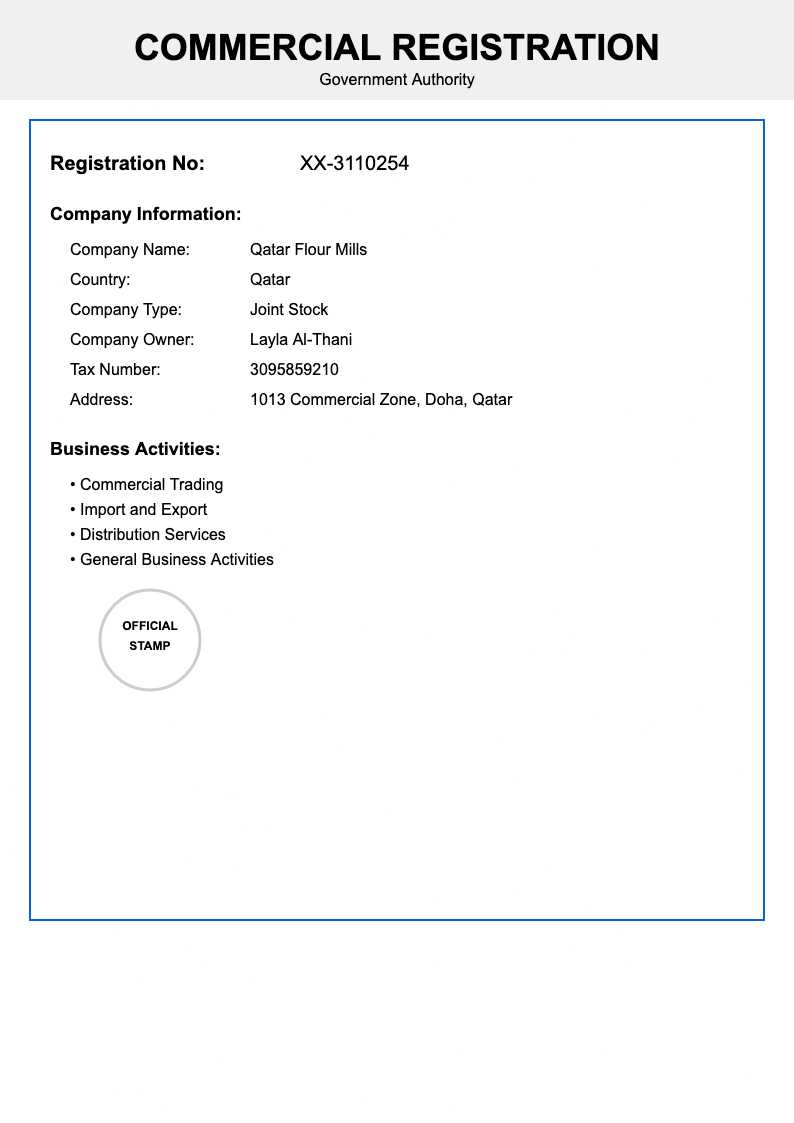 COMMERCIAL REGISTRATION
Government Authority
Registration No: XX-3110254
Company Information:
Company Name: Qatar Flour Mills
Country: Qatar
Company Type: Joint Stock
Company Owner: Layla Al-Thani
Tax Number: 3095859210
Address: 1013 Commercial Zone, Doha, Qatar
Business Activities:
• Commercial Trading
• Import and Export
• Distribution Services
• General Business Activities
OFFICIAL
STAMP